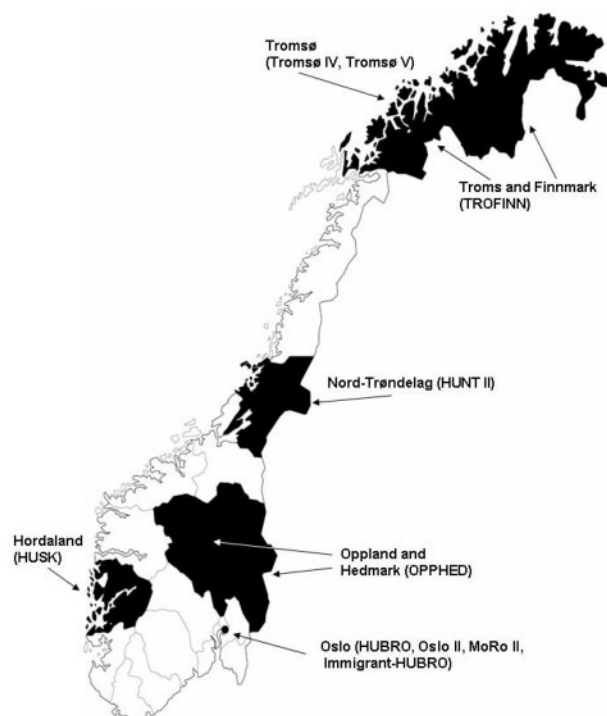 Tromsø
(Tromsø IV, Tromsø V)
Troms and Finnmark
(TROFINN)
Nord-Trøndelag (HUNT II)
Hordaland
(HUSK)
Oppland and
Hedmark (OPPHED)
Oslo (HUBRO, Oslo II, MoRo II,
Immigrant-HUBRO)